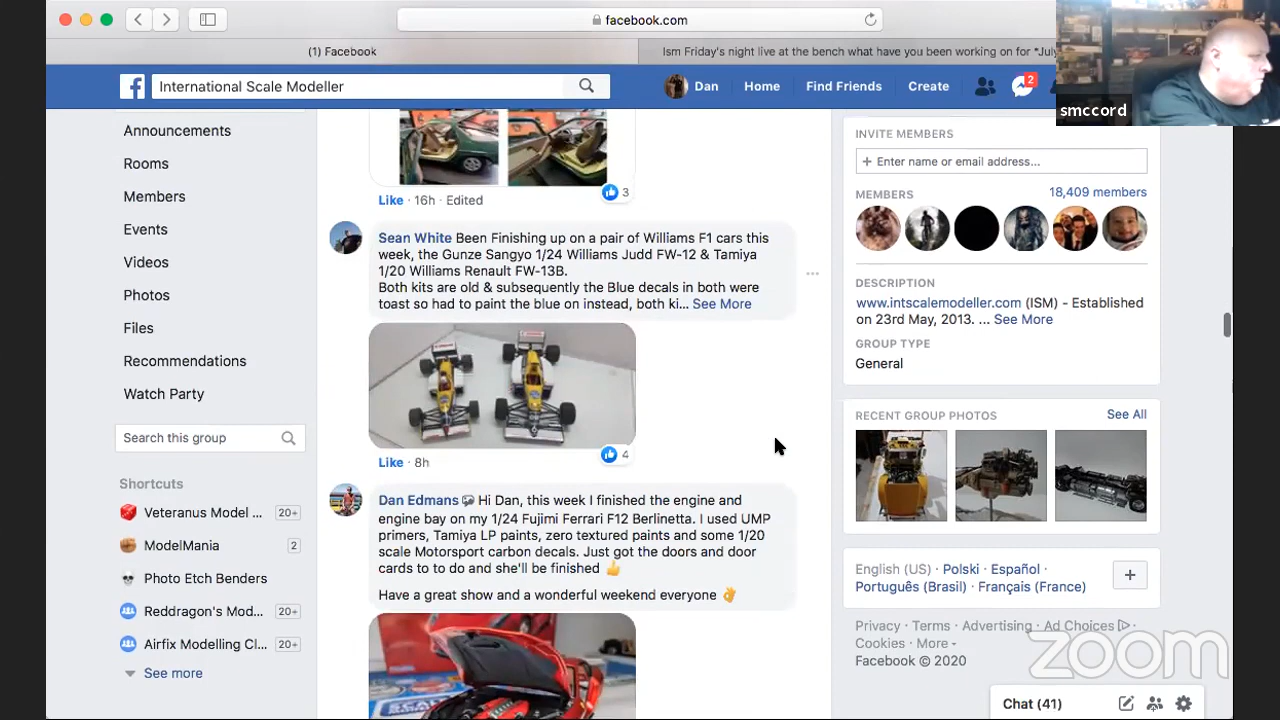 facebook.com
(1) Facebook
Ism Friday's night live at the bench what have you been working on for *July
International Scale Modeller
Dan
Home
Find Friends
Create
2
smccord
Announcements
Rooms
Members
Events
Videos
Photos
Files
Recommendations
Watch Party
Search this group
Shortcuts
Veteranus Model ... 20+
ModelMania 2
Photo Etch Benders
Reddragon's Mod... 20+
Airfix Modelling Cl... 20+
See more
3
Like · 16h · Edited
Sean White Been Finishing up on a pair of Williams F1 cars this
week, the Gunze Sangyo 1/24 Williams Judd FW-12 & Tamiya
1/20 Williams Renault FW-13B.
Both kits are old & subsequently the Blue decals in both were
toast so had to paint the blue on instead, both ki... See More
4
Like · 8h
Dan Edmans Hi Dan, this week I finished the engine and
engine bay on my 1/24 Fujimi Ferrari F12 Berlinetta. I used UMP
primers, Tamiya LP paints, zero textured paints and some 1/20
scale Motorsport carbon decals. Just got the doors and door
cards to to do and she'll be finished 👍
Have a great show and a wonderful weekend everyone 👌
INVITE MEMBERS
+ Enter name or email address...
MEMBERS
18,409 members
DESCRIPTION
www.intscalemodeller.com (ISM) - Established
on 23rd May, 2013. ... See More
GROUP TYPE
General
RECENT GROUP PHOTOS
See All
English (US) · Polski · Español ·
Português (Brasil) · Français (France)
Privacy · Terms · Advertising · Ad Choices ·
Cookies · More
Facebook © 2020
zoom
Chat (41)